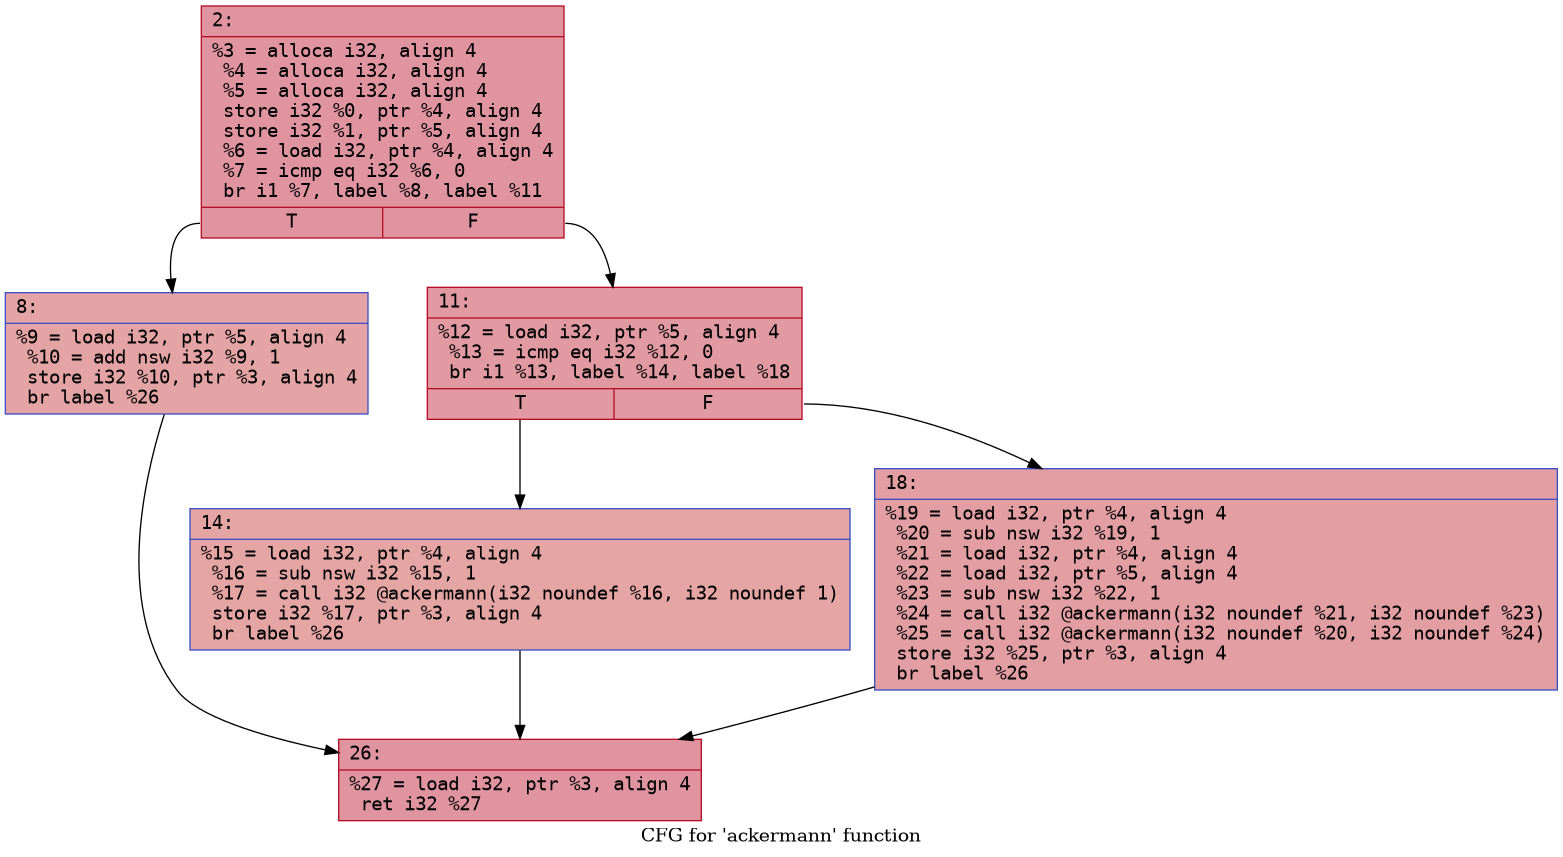 2:
%3 = alloca i32, align 4
%4 = alloca i32, align 4
%5 = alloca i32, align 4
store i32 %0, ptr %4, align 4
store i32 %1, ptr %5, align 4
%6 = load i32, ptr %4, align 4
%7 = icmp eq i32 %6, 0
br i1 %7, label %8, label %11
T F
8:
%9 = load i32, ptr %5, align 4
%10 = add nsw i32 %9, 1
store i32 %10, ptr %3, align 4
br label %26
11:
%12 = load i32, ptr %5, align 4
%13 = icmp eq i32 %12, 0
br i1 %13, label %14, label %18
T F
14:
%15 = load i32, ptr %4, align 4
%16 = sub nsw i32 %15, 1
%17 = call i32 @ackermann(i32 noundef %16, i32 noundef 1)
store i32 %17, ptr %3, align 4
br label %26
18:
%19 = load i32, ptr %4, align 4
%20 = sub nsw i32 %19, 1
%21 = load i32, ptr %4, align 4
%22 = load i32, ptr %5, align 4
%23 = sub nsw i32 %22, 1
%24 = call i32 @ackermann(i32 noundef %21, i32 noundef %23)
%25 = call i32 @ackermann(i32 noundef %20, i32 noundef %24)
store i32 %25, ptr %3, align 4
br label %26
26:
%27 = load i32, ptr %3, align 4
ret i32 %27
CFG for 'ackermann' function